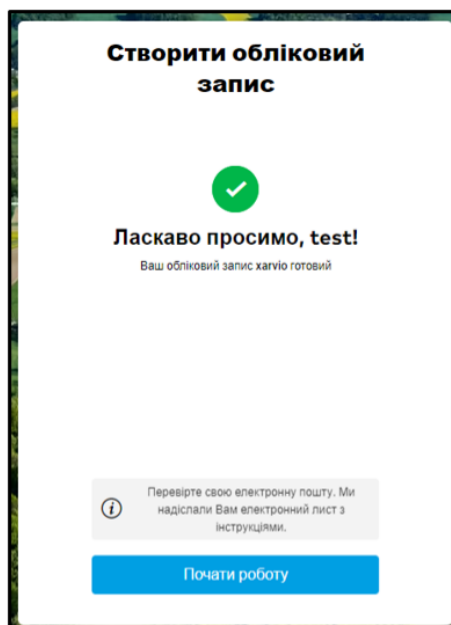 Створити обліковий
запис
Ласкаво просимо, test!
Ваш обліковий запис xarvio готовий
Перевірте свою електронну пошту. Ми
надіслали Вам електронний лист з
інструкціями.
Почати роботу